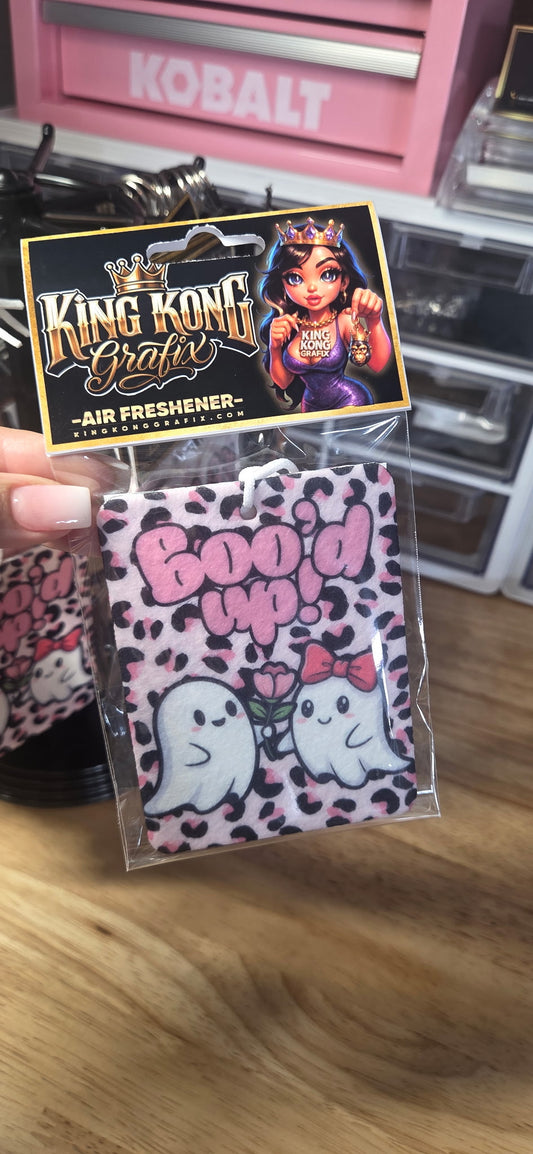 KOBALT
KING KONG
Grafix
-AIR FRESHENER-
KINGKONGGRAFIX.COM
KING
KONG
GRAFIX
Boo'd
up!